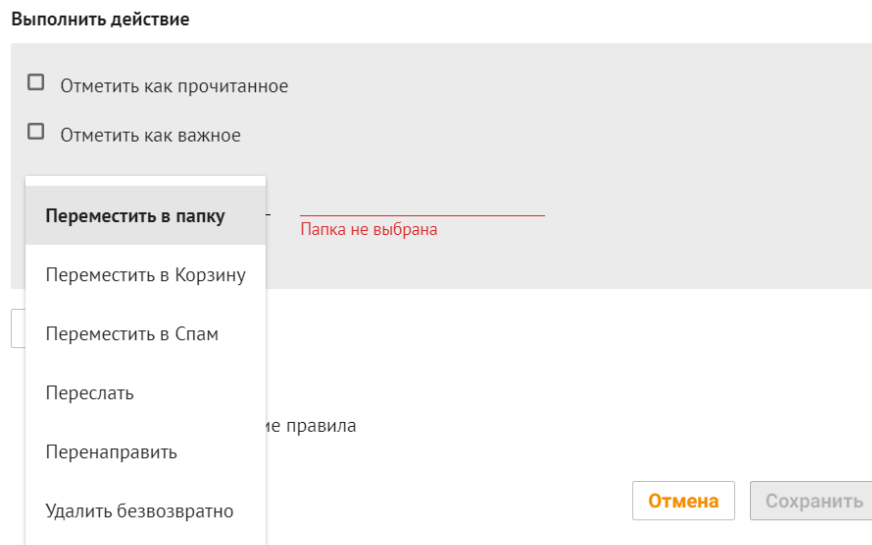 Выполнить действие
Отметить как прочитанное
Отметить как важное
Переместить в папку
Папка не выбрана
Переместить в Корзину
Переместить в Спам
Переслать
правила
Перенаправить
Отмена
Сохранить
Удалить безвозвратно